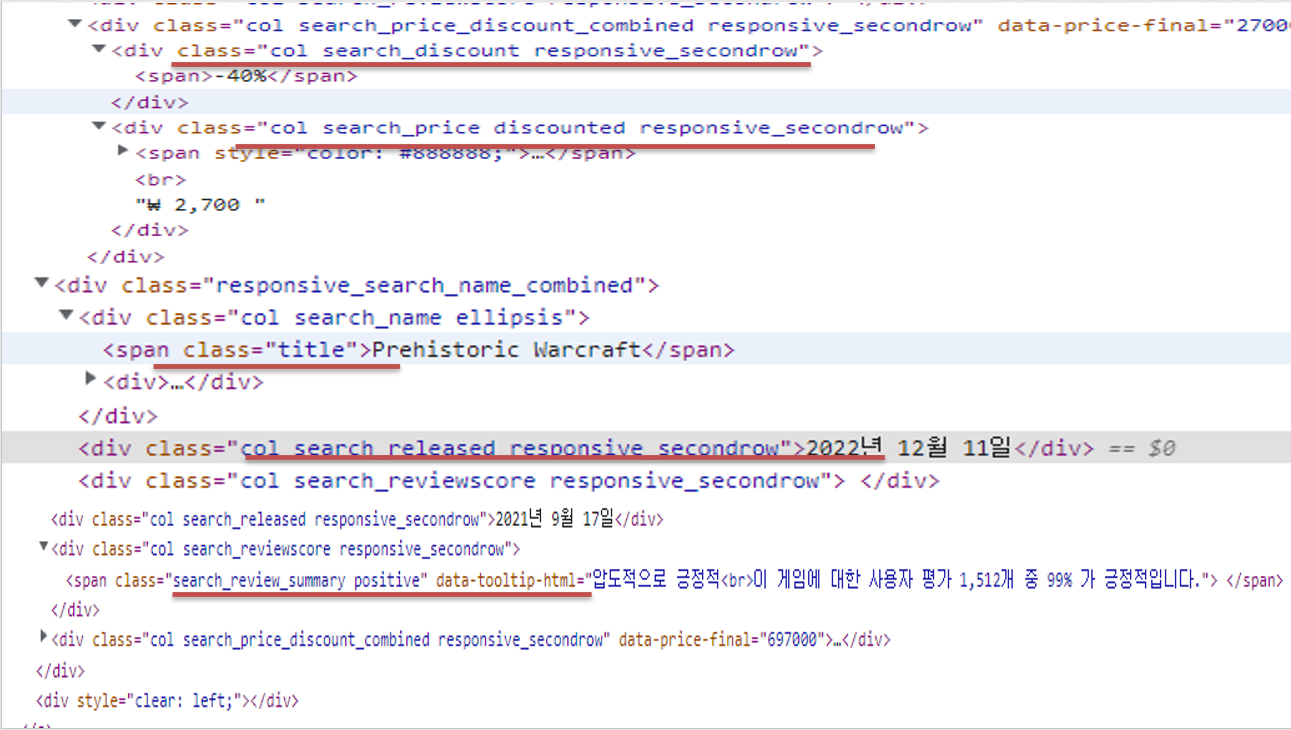 <div class="col search_price_discount_combined responsive_secondrow" data-price-final="2700
<div class="col search_discount responsive_secondrow">
<span>-40%</span>
</div>
<div class="col search_price discounted responsive_secondrow">
<span style="color: #888888;">…</span>
<br>
"₩ 2,700 "
</div>
</div>
<div class="responsive_search_name_combined">
<div class="col search_name ellipsis">
<span class="title">Prehistoric Warcraft</span>
<div>…</div>
</div>
<div class="col search_released responsive_secondrow">2022년 12월 11일</div> == $0
<div class="col search_reviewscore responsive_secondrow"> </div>
<div class="col search_released responsive_secondrow">2021년 9월 17일</div>
<div class="col search_reviewscore responsive_secondrow">
<span class="search_review_summary positive" data-tooltip-html="압도적으로 긍정적<br>이 게임에 대한 사용자 평가 1,512개 중 99% 가 긍정적입니다."> </span>
</div>
<div class="col search_price_discount_combined responsive_secondrow" data-price-final="697000">…</div>
</div>
<div style="clear: left;"></div>